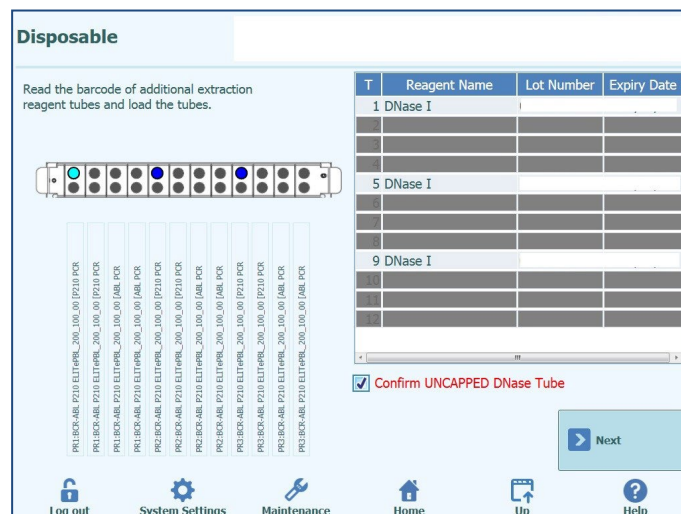 Disposable
Read the barcode of additional extraction
reagent tubes and load the tubes.
T Reagent Name Lot Number Expiry Date
1 DNase I
2
3
4
5 DNase I
6
7
8
9 DNase I
10
11
12
PR1:BCR-ABL P210 ELITePBL_200_100_00 [P210 PCR
PR1:BCR-ABL P210 ELITePBL_200_100_00 [P210 PCR
PR1:BCR-ABL P210 ELITePBL_200_100_00 [ABL PCR
PR1:BCR-ABL P210 ELITePBL_200_100_00 [ABL PCR
PR2:BCR-ABL P210 ELITePBL_200_100_00 [P210 PCR
PR2:BCR-ABL P210 ELITePBL_200_100_00 [P210 PCR
PR2:BCR-ABL P210 ELITePBL_200_100_00 [ABL PCR
PR2:BCR-ABL P210 ELITePBL_200_100_00 [ABL PCR
PR3:BCR-ABL P210 ELITePBL_200_100_00 [P210 PCR
PR3:BCR-ABL P210 ELITePBL_200_100_00 [P210 PCR
PR3:BCR-ABL P210 ELITePBL_200_100_00 [ABL PCR
PR3:BCR-ABL P210 ELITePBL_200_100_00 [ABL PCR
Confirm UNCAPPED DNase Tube
Next
Log out System Settings Maintenance Home Up Help